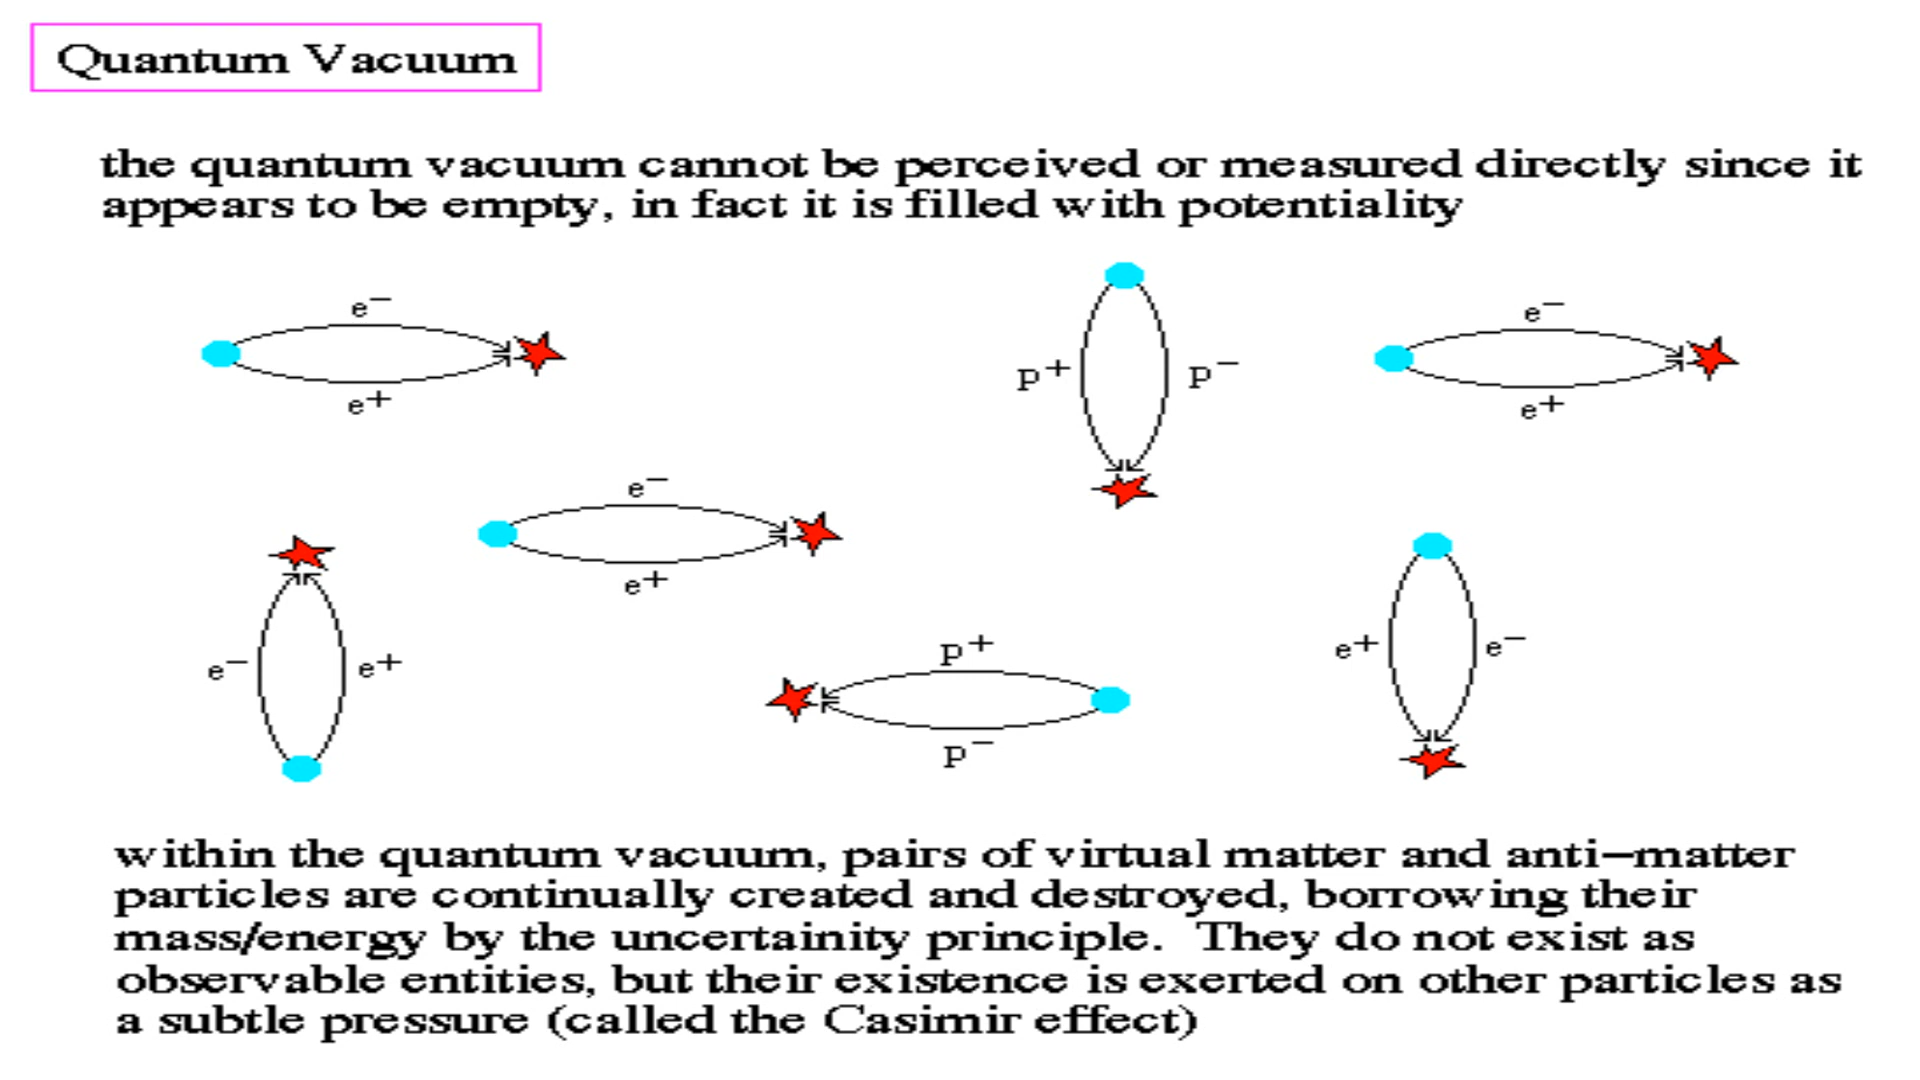 Quantum Vacuum
the quantum vacuum cannot be perceived or measured directly since it
appears to be empty, in fact it is filled with potentiality
e−
e+
p+
p−
e−
e+
e−
e+
e−
e+
p+
p−
e+
e−
within the quantum vacuum, pairs of virtual matter and anti−matter
particles are continually created and destroyed, borrowing their
mass/energy by the uncertainity principle. They do not exist as
observable entities, but their existence is exerted on other particles as
a subtle pressure (called the Casimir effect)